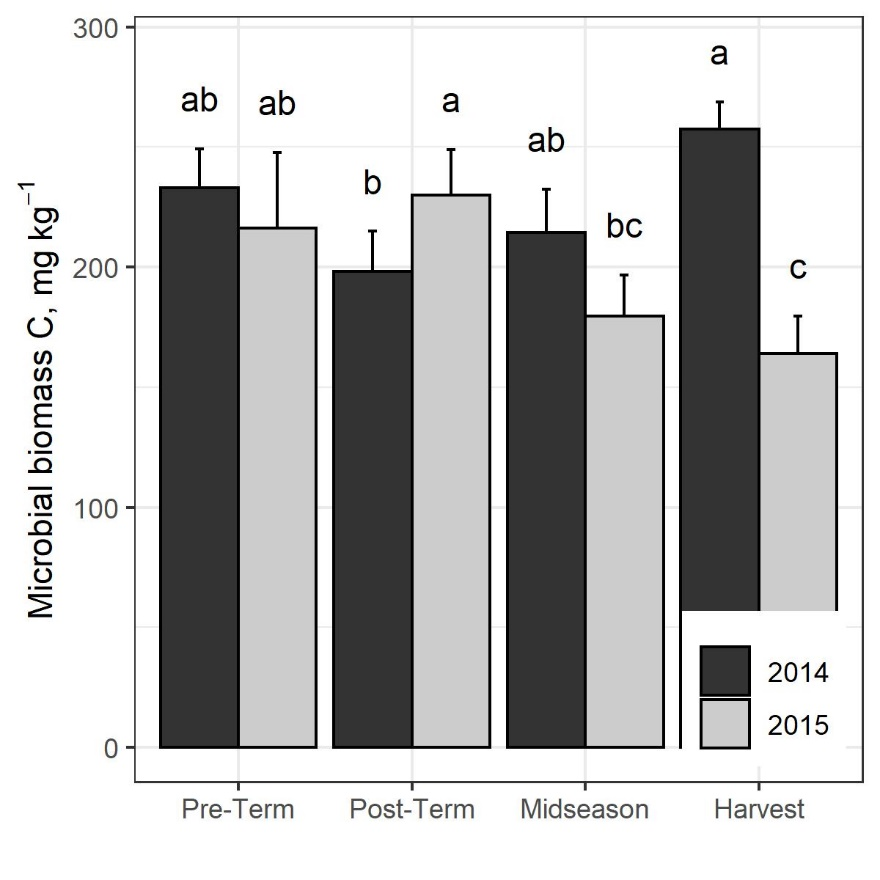 Microbial biomass C, mg kg⁻¹
300
200
100
0
ab
ab
b
a
ab
bc
a
c
2014
2015
Pre-Term
Post-Term
Midseason
Harvest